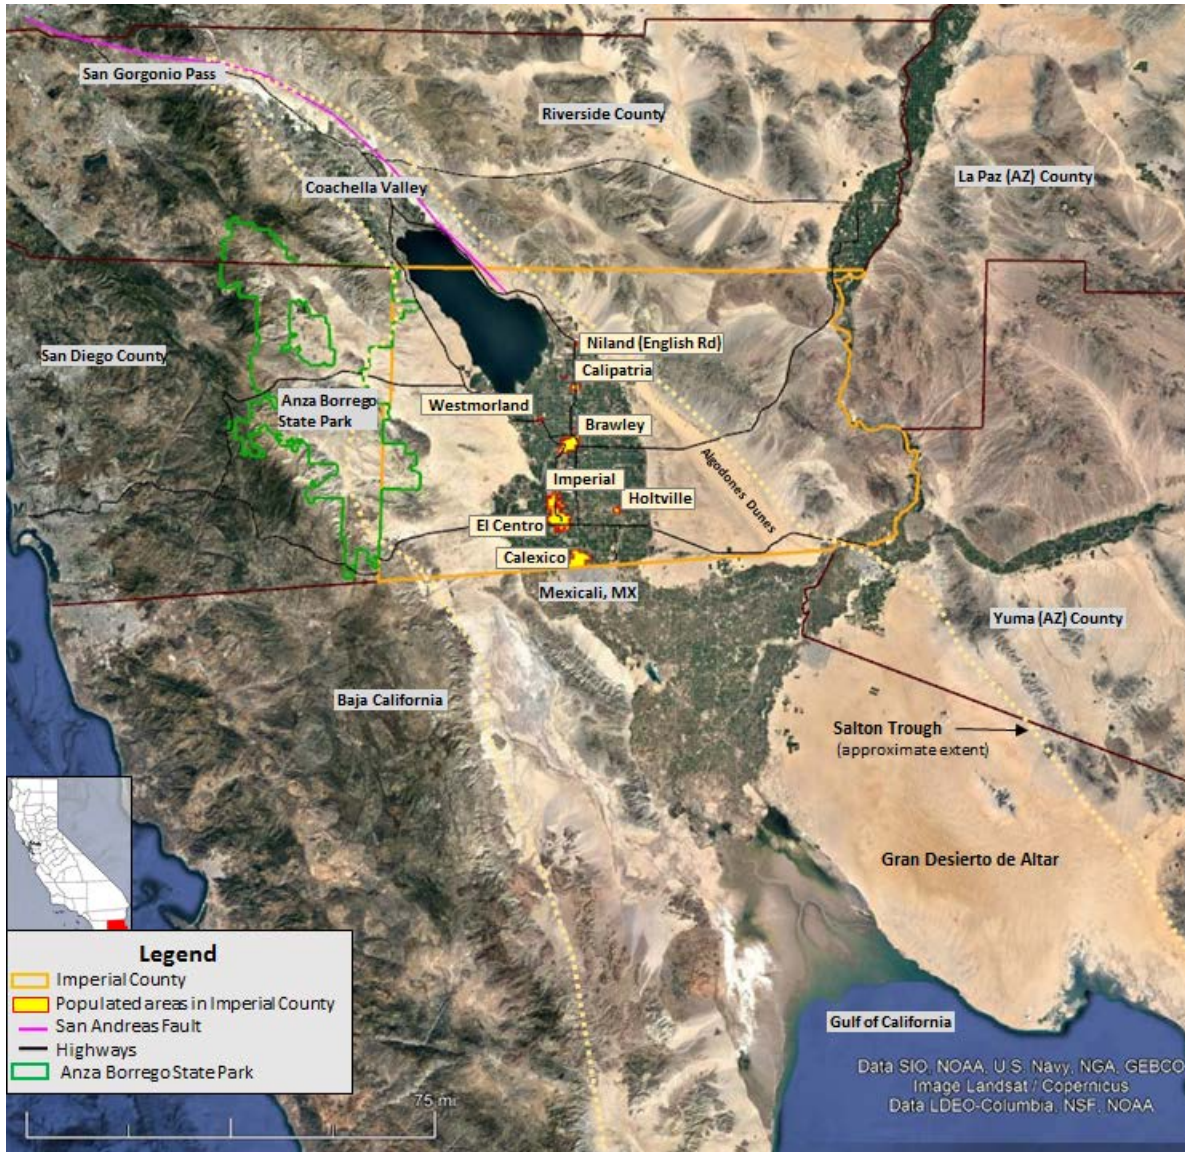 San Gorgonio Pass
Riverside County
La Paz (AZ) County
Coachella Valley
San Diego County
Niland (English Rd)
Calipatria
Anza Borrego
State Park
Westmorland
Brawley
Algodones Dunes
Imperial
Holtville
El Centro
Calexico
Mexicali, MX
Yuma (AZ) County
Baja California
Salton Trough
(approximate extent)
Gran Desierto de Altar
Legend
Imperial County
Populated areas in Imperial County
San Andreas Fault
Highways
Anza Borrego State Park
Gulf of California
Data SIO, NOAA, U.S. Navy, NGA, GEBCO
Image Landsat / Copernicus
Data LDEO-Columbia, NSF, NOAA
75 mi